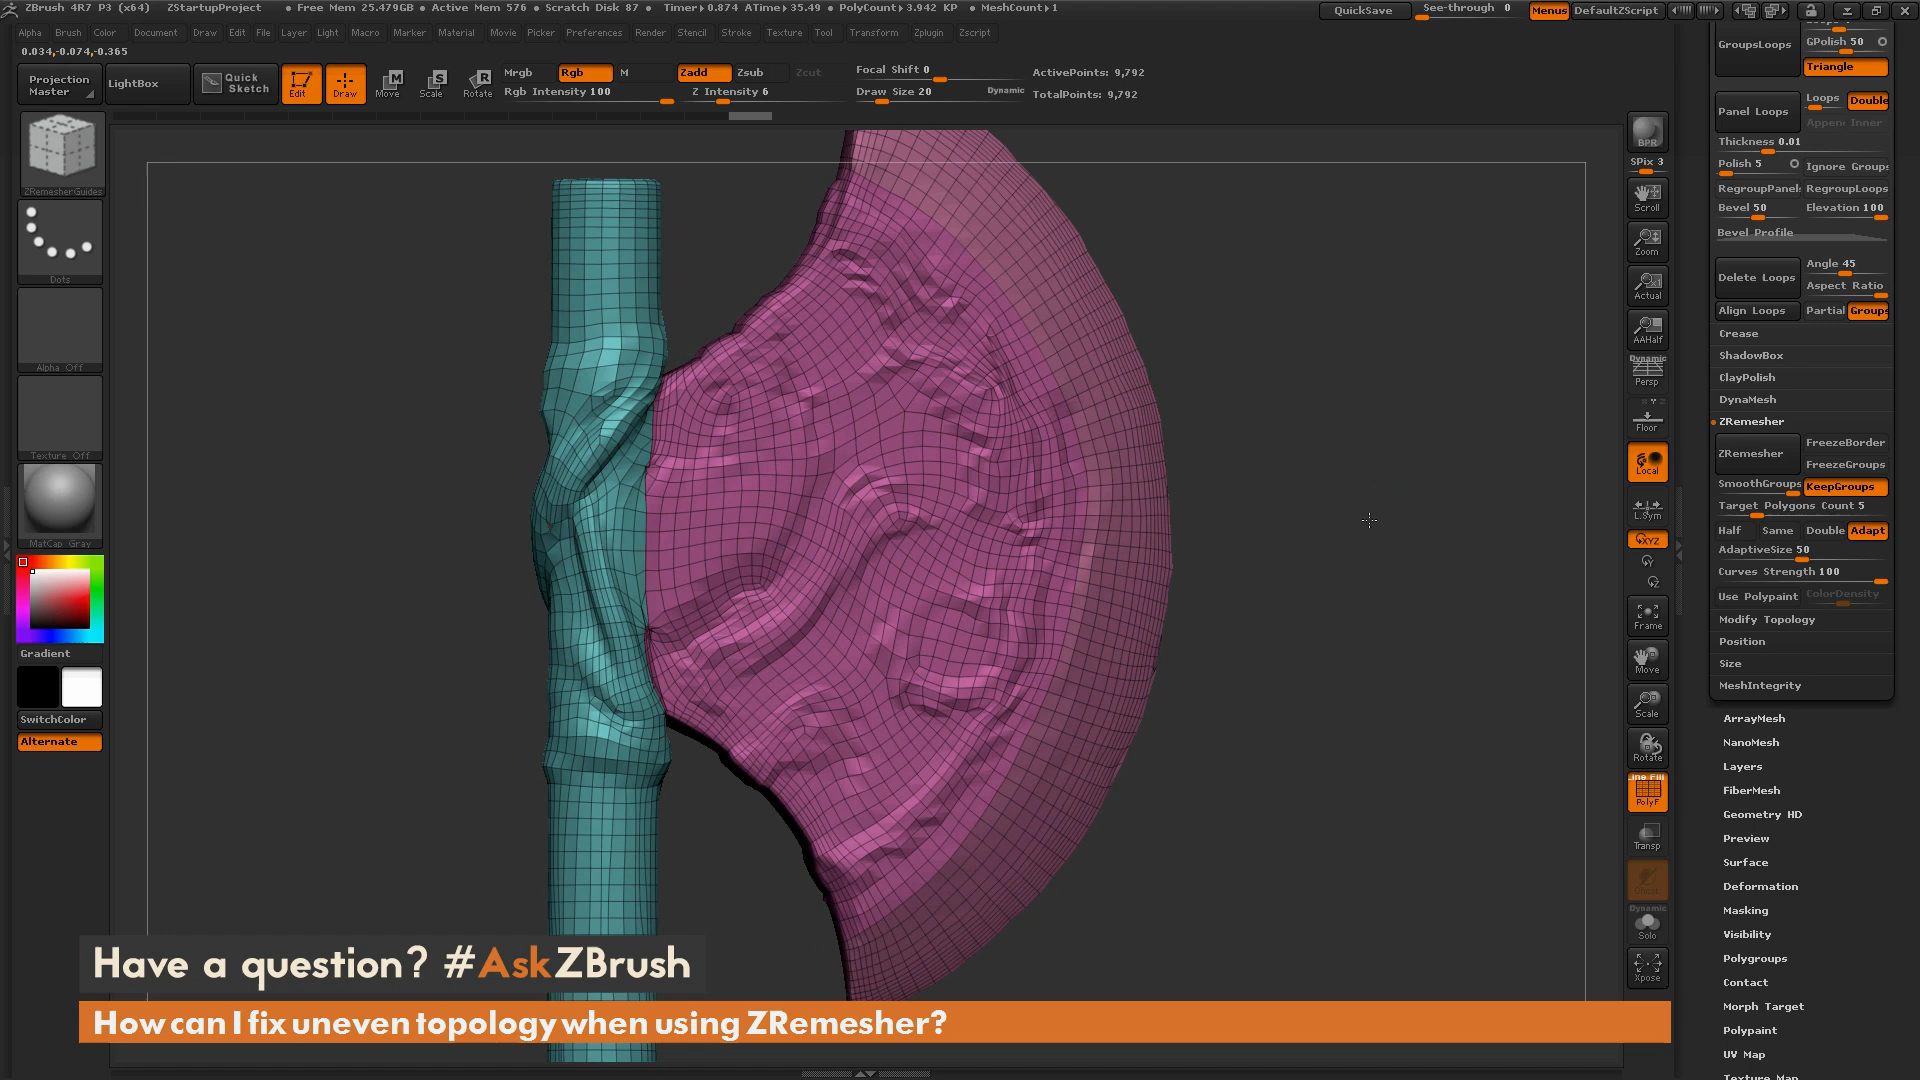 ZBrush 4R7 P3 (x64) ZStartupProject • Free Mem 25.479GB • Active Mem 576 • Scratch Disk 87 • Timer▸0.874 ATime▸35.49 • PolyCount▸3.942 KP • MeshCount▸1 QuickSave See-through 0 Menus DefaultZScript
Alpha Brush Color Document Draw Edit File Layer Light Macro Marker Material Movie Picker Preferences Render Stencil Stroke Texture Tool Transform Zplugin Zscript
0.034,-0.074,-0.365
Projection Master
LightBox
Quick Sketch
Edit
Draw
Move
Scale
Rotate
Mrgb Rgb M
Rgb Intensity 100
Zadd Zsub Zcut
Z Intensity 6
Focal Shift 0
Draw Size 20 Dynamic
ActivePoints: 9,792
TotalPoints: 9,792
ZRemesherGuides
Dots
Alpha Off
Texture Off
MatCap Gray
Gradient
SwitchColor
Alternate
BPR
SPix 3
Scroll
Zoom
Actual
AAHalf
Dynamic
Persp
Floor
Local
L.Sym
XYZ
Y
Z
Frame
Move
Scale
Rotate
Line Fill
PolyF
Transp
Ghost
Dynamic
Solo
Xpose
GroupsLoops
GPolish 50
Triangle
Panel Loops
Loops Double
Append Inner
Thickness 0.01
Polish 5 Ignore Groups
RegroupPanels RegroupLoops
Bevel 50 Elevation 100
Bevel Profile
Delete Loops
Angle 45
Aspect Ratio
Align Loops Partial Groups
Crease
ShadowBox
ClayPolish
DynaMesh
ZRemesher
ZRemesher
FreezeBorder
FreezeGroups
SmoothGroups KeepGroups
Target Polygons Count 5
Half Same Double Adapt
AdaptiveSize 50
Curves Strength 100
Use Polypaint ColorDensity
Modify Topology
Position
Size
MeshIntegrity
ArrayMesh
NanoMesh
Layers
FiberMesh
Geometry HD
Preview
Surface
Deformation
Masking
Visibility
Polygroups
Contact
Morph Target
Polypaint
UV Map
Texture Map
Have a question? #AskZBrush
How can I fix uneven topology when using ZRemesher?